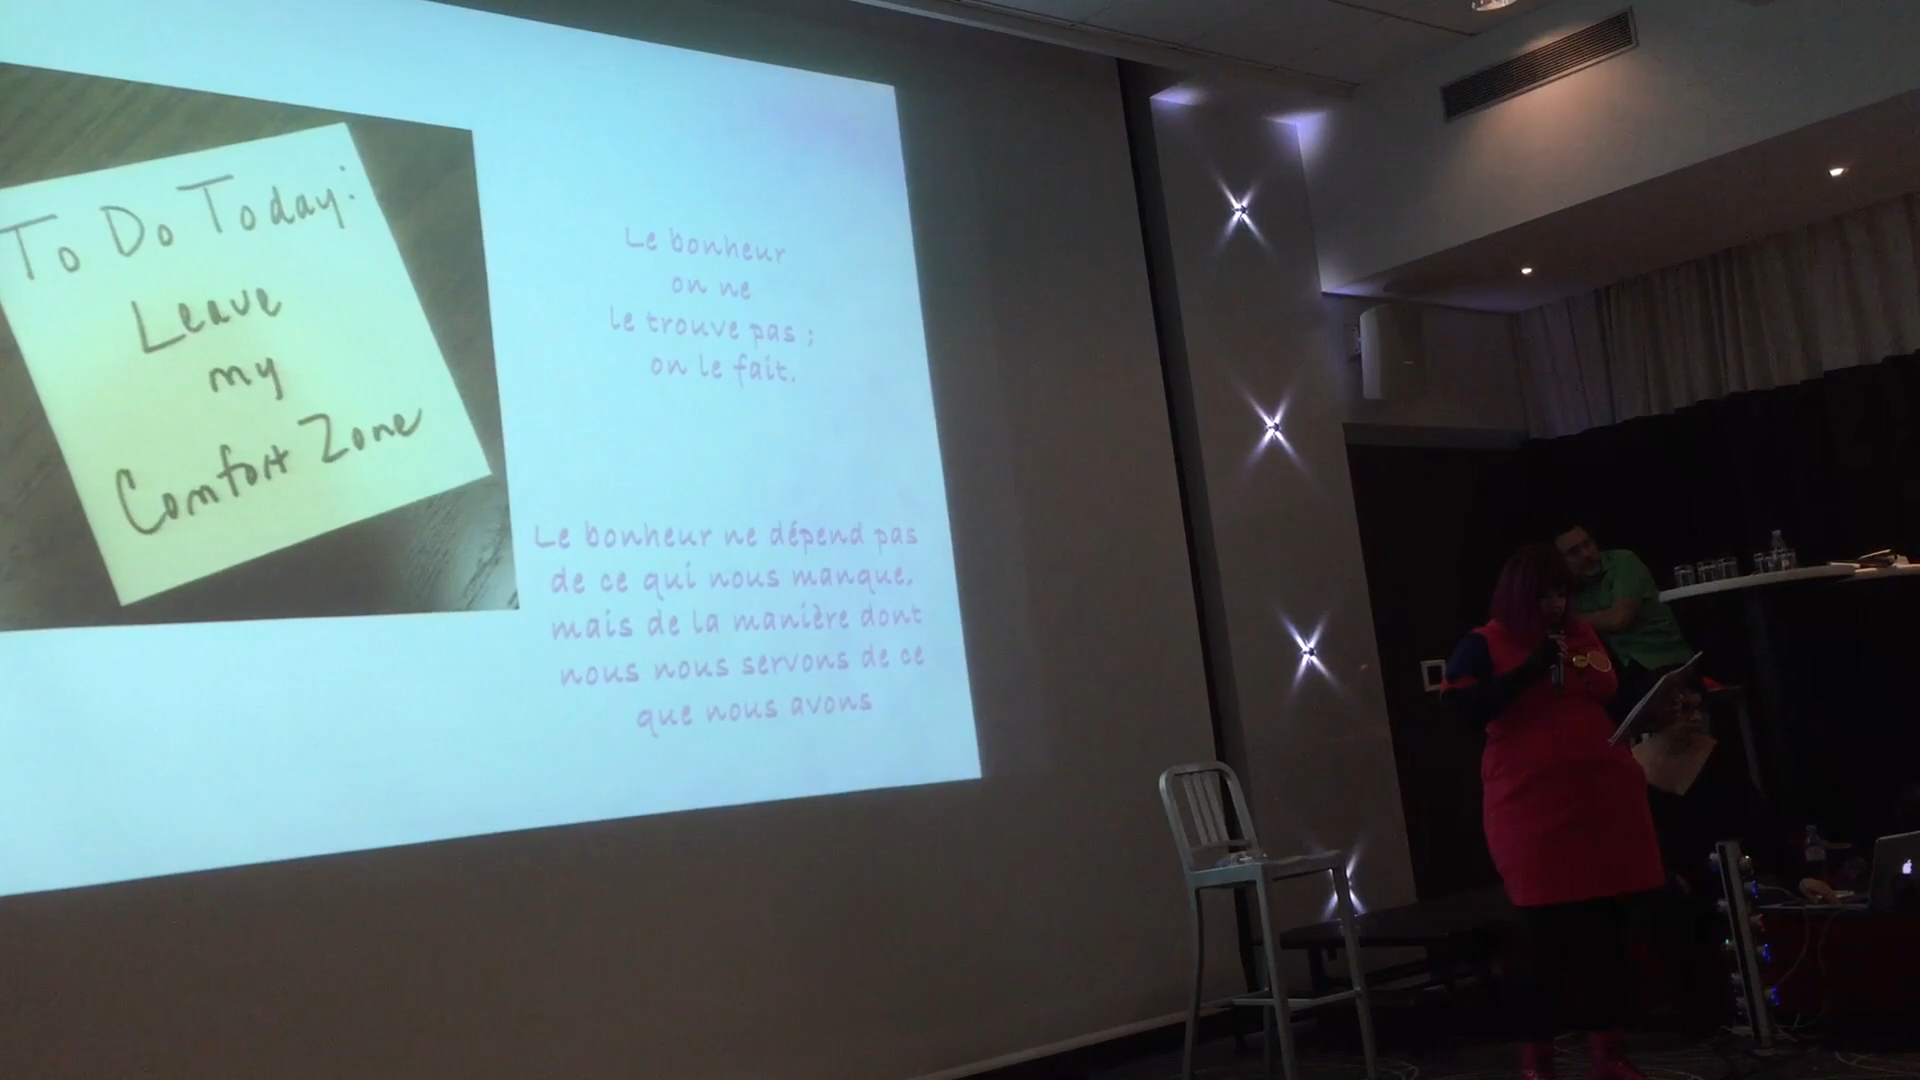 To Do Today:
Leave
my
Comfort Zone
Le bonheur
on ne
le trouve pas ;
on le fait.
Le bonheur ne dépend pas
de ce qui nous manque,
mais de la manière dont
nous nous servons de ce
que nous avons